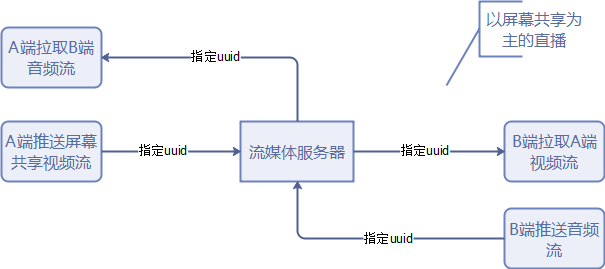 以屏幕共享为
主的直播
A端拉取B端
音频流
指定uuid
A端推送屏幕
共享视频流
指定uuid
流媒体服务器
指定uuid
B端拉取A端
视频流
指定uuid
B端推送音频
流